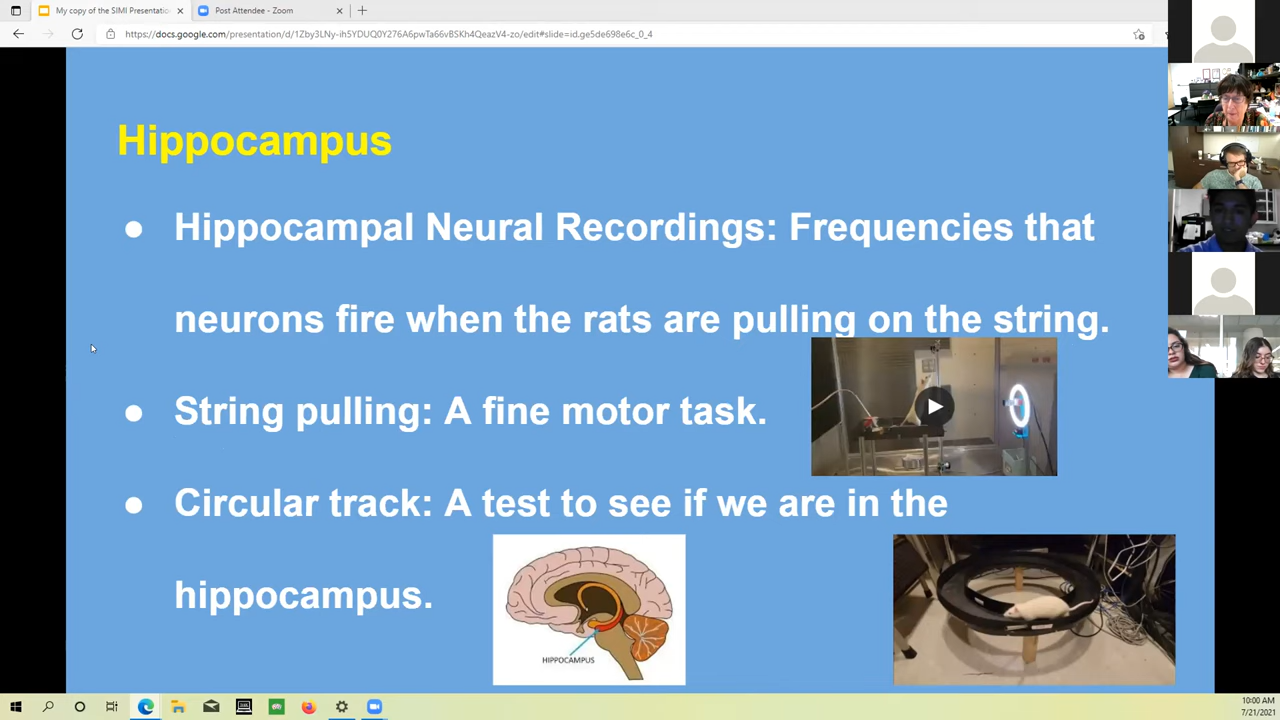 My copy of the SIMI Presentatio
Post Attendee - Zoom
https://docs.google.com/presentation/d/1Zby3LNy-ih5YDUQ0Y276A6pwTa66vBSKh4QeazV4-zo/edit#slide=id.ge5de698e6c_0_4
Hippocampus
Hippocampal Neural Recordings: Frequencies that
neurons fire when the rats are pulling on the string.
String pulling: A fine motor task.
Circular track: A test to see if we are in the
hippocampus.
HIPPOCAMPUS
10:00 AM
7/21/2021